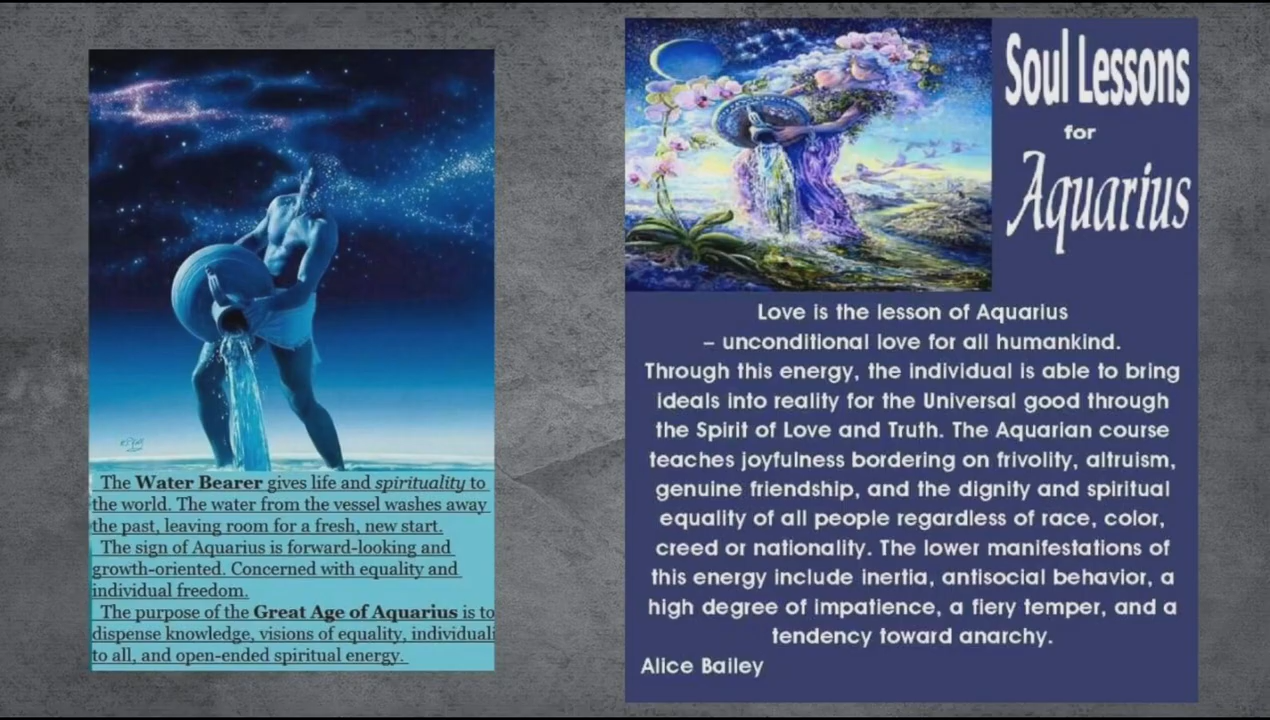 The Water Bearer gives life and spirituality to
the world. The water from the vessel washes away
the past, leaving room for a fresh, new start.
The sign of Aquarius is forward-looking and
growth-oriented. Concerned with equality and
individual freedom.
The purpose of the Great Age of Aquarius is to
dispense knowledge, visions of equality, individuali
to all, and open-ended spiritual energy.
Soul Lessons
for
Aquarius
Love is the lesson of Aquarius
– unconditional love for all humankind.
Through this energy, the individual is able to bring
ideals into reality for the Universal good through
the Spirit of Love and Truth. The Aquarian course
teaches joyfulness bordering on frivolity, altruism,
genuine friendship, and the dignity and spiritual
equality of all people regardless of race, color,
creed or nationality. The lower manifestations of
this energy include inertia, antisocial behavior, a
high degree of impatience, a fiery temper, and a
tendency toward anarchy.
Alice Bailey